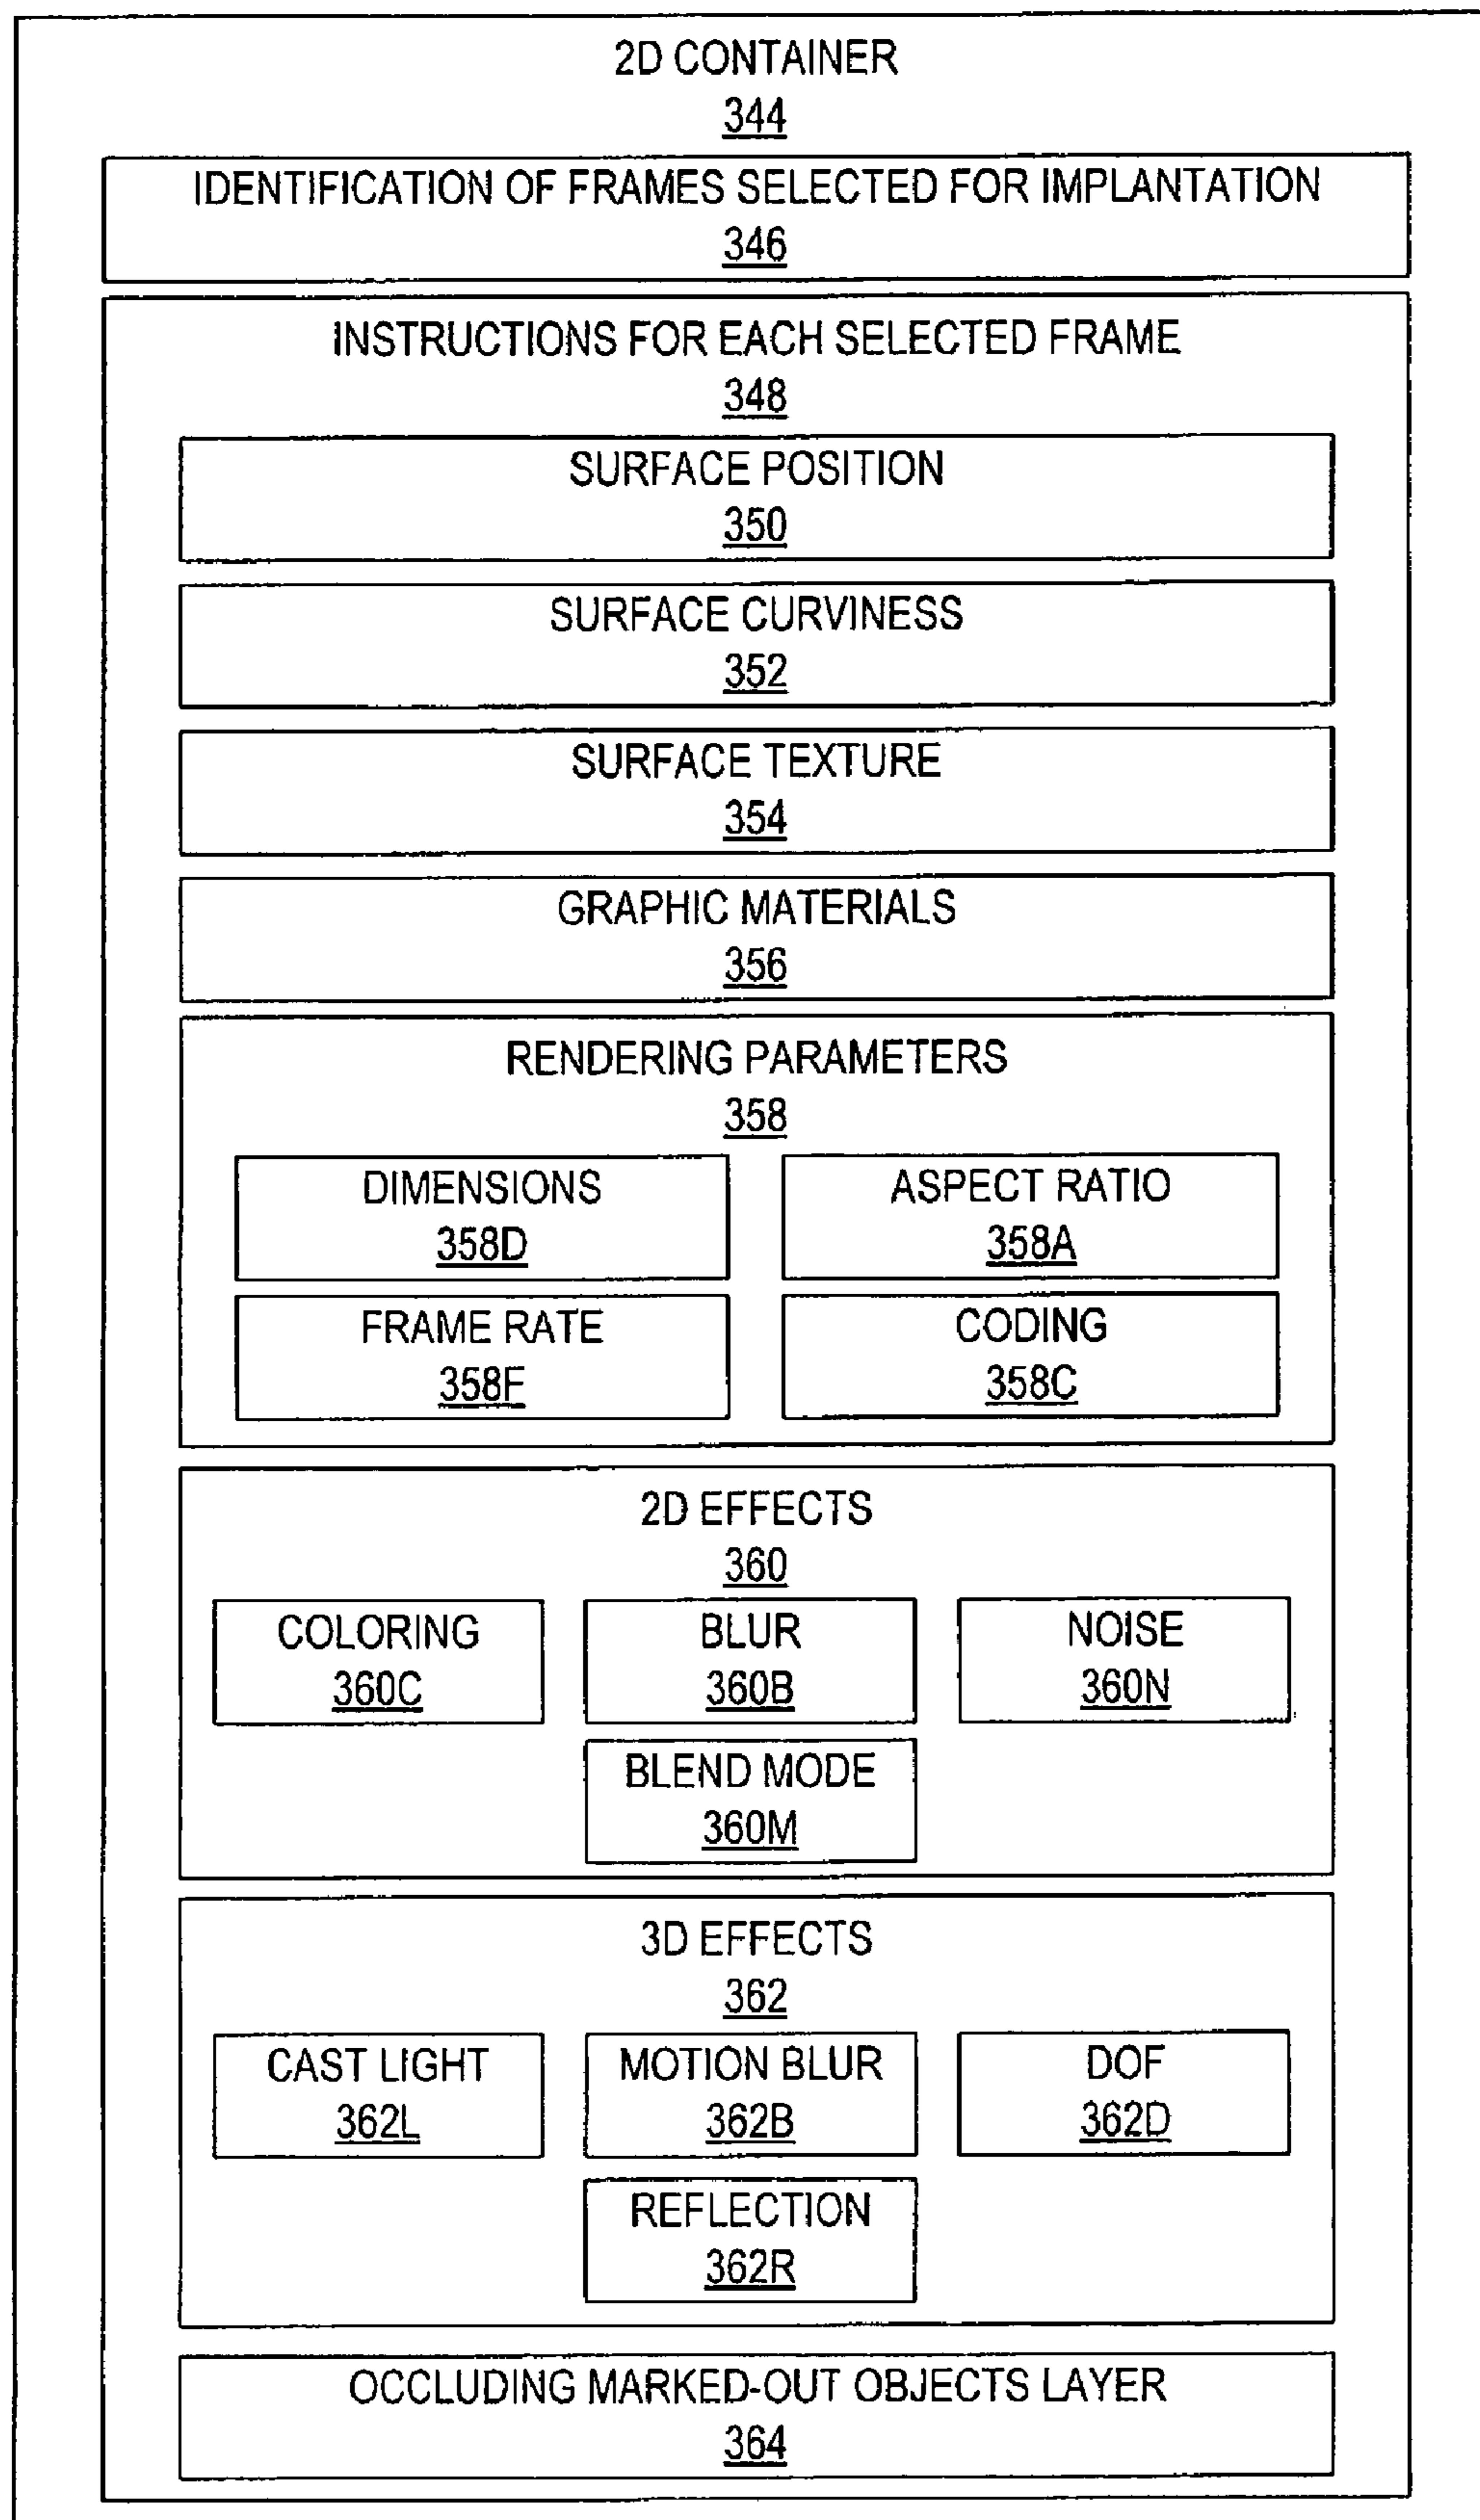 2D CONTAINER
344
IDENTIFICATION OF FRAMES SELECTED FOR IMPLANTATION
346
INSTRUCTIONS FOR EACH SELECTED FRAME
348
SURFACE POSITION
350
SURFACE CURVINESS
352
SURFACE TEXTURE
354
GRAPHIC MATERIALS
356
RENDERING PARAMETERS
358
DIMENSIONS
358D
ASPECT RATIO
358A
FRAME RATE
358F
CODING
358C
2D EFFECTS
360
COLORING
360C
BLUR
360B
NOISE
360N
BLEND MODE
360M
3D EFFECTS
362
CAST LIGHT
362L
MOTION BLUR
362B
DOF
362D
REFLECTION
362R
OCCLUDING MARKED-OUT OBJECTS LAYER
364